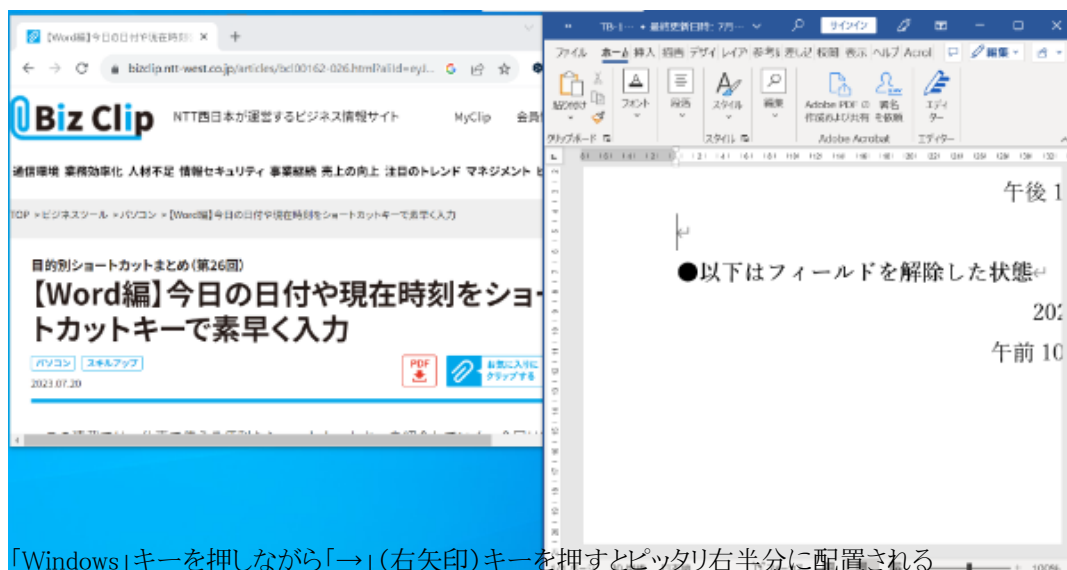 【Word編】今日の日付や現在時刻
bizclip.ntt-west.co.jp/articles/bcl00162-026.html?ailId=eyJ...
Biz Clip
NTT西日本が運営するビジネス情報サイト
MyClip
会員
通信環境 業務効率化 人材不足 情報セキュリティ 事業継続 売上の向上 注目のトレンド マネジメント ビ
TOP >ビジネスツール >パソコン >【Word編】今日の日付や現在時刻をショートカットキーで素早く入力
目的別ショートカットまとめ(第26回)
【Word編】今日の日付や現在時刻をショー
トカットキーで素早く入力
パソコン
スキルアップ
2023.07.20
PDF
お気に入りに
クリップする
TB-1… • 最終更新日時: 7月…
サインイン
ファイル ホーム 挿入 描画 デザイ レイア 参考資 差し込 校閲 表示 ヘルプ Acrol
編集
貼り付け
フォント
段落
スタイル
編集
Adobe PDF の
作成および共有
署名
を依頼
エディ
ター
クリップボード
スタイル
Adobe Acrobat
エディター
午後 1
●以下はフィールドを解除した状態
202
午前 10
100%
「Windows」キーを押しながら「→」(右矢印)キーを押すとピッタリ右半分に配置される